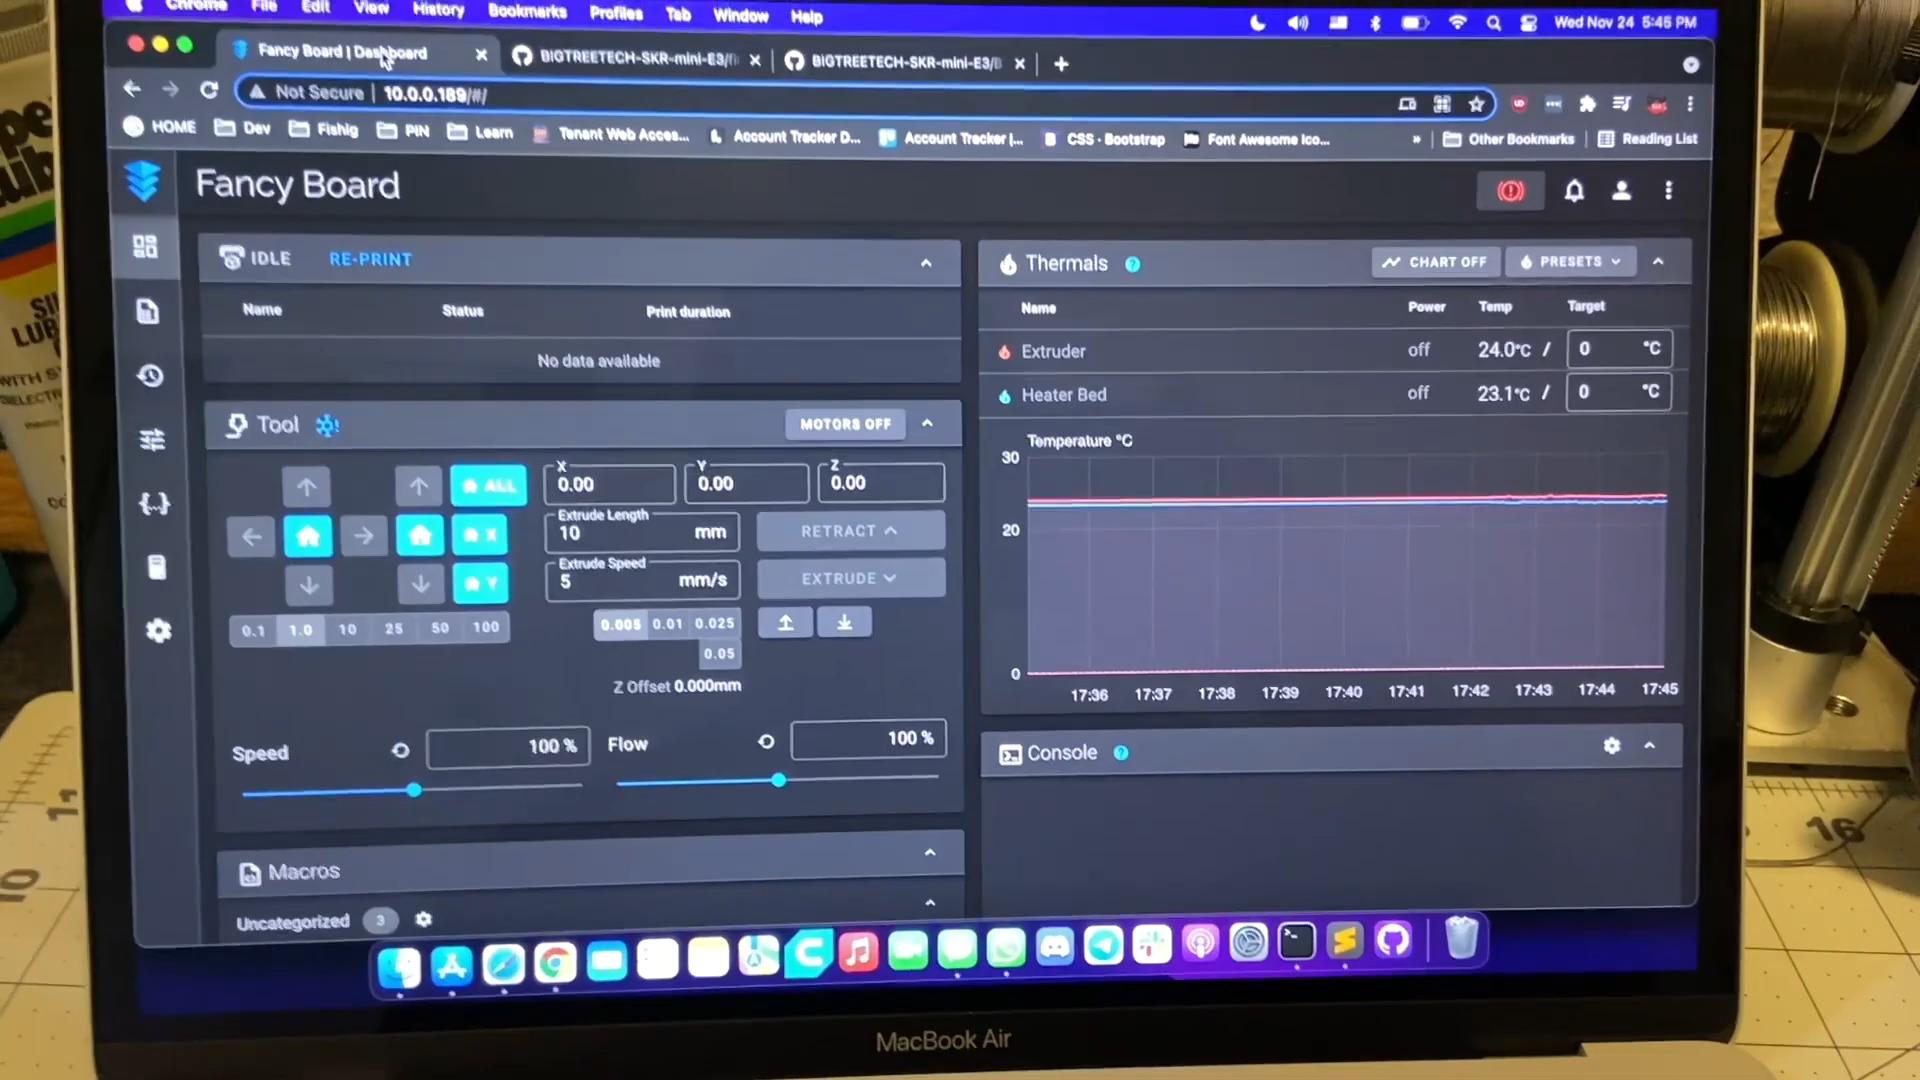 Chrome File Edit View History Bookmarks Profiles Tab Window Help
Wed Nov 24 5:45 PM
Fancy Board | Dashboard
BIGTREETECH-SKR-mini-E3/
BIGTREETECH-SKR-mini-E3/B
Not Secure | 10.0.0.189/#/
HOME Dev Fishig PIN Learn Tenant Web Acces... Account Tracker D... Account Tracker |... CSS · Bootstrap Font Awesome Ico... » Other Bookmarks Reading List
Fancy Board
IDLE RE-PRINT
Name Status Print duration
No data available
Tool MOTORS OFF
ALL
X
Y
X 0.00
Y 0.00
Z 0.00
Extrude Length
10 mm
RETRACT
Extrude Speed
5 mm/s
EXTRUDE
0.1 1.0 10 25 50 100
0.005 0.01 0.025
0.05
Z Offset 0.000mm
Speed 100 %
Flow 100 %
Macros
Uncategorized 3
Thermals CHART OFF PRESETS
Name Power Temp Target
Extruder off 24.0°C / 0 °C
Heater Bed off 23.1°C / 0 °C
Temperature °C
30
20
0
17:36 17:37 17:38 17:39 17:40 17:41 17:42 17:43 17:44 17:45
Console
MacBook Air
10
11
16